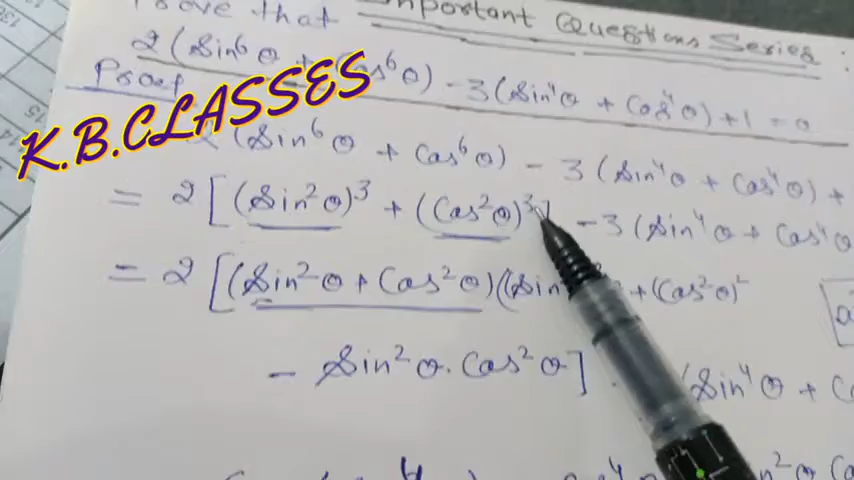 Prove that Important Questions Series :
2(Sin⁶θ + Cos⁶θ) - 3(Sin⁴θ + Cos⁴θ) + 1 = 0
Proof
K.B.CLASSES
(Sin⁶θ + Cos⁶θ) - 3(Sin⁴θ + Cos⁴θ) +
= 2[(Sin²θ)³ + (Cos²θ)³] - 3(Sin⁴θ + Cos⁴θ
= 2[(Sin²θ + Cos²θ)((Sin + (Cos²θ)²
- Sin²θ.Cos²θ] (Sin⁴θ + C